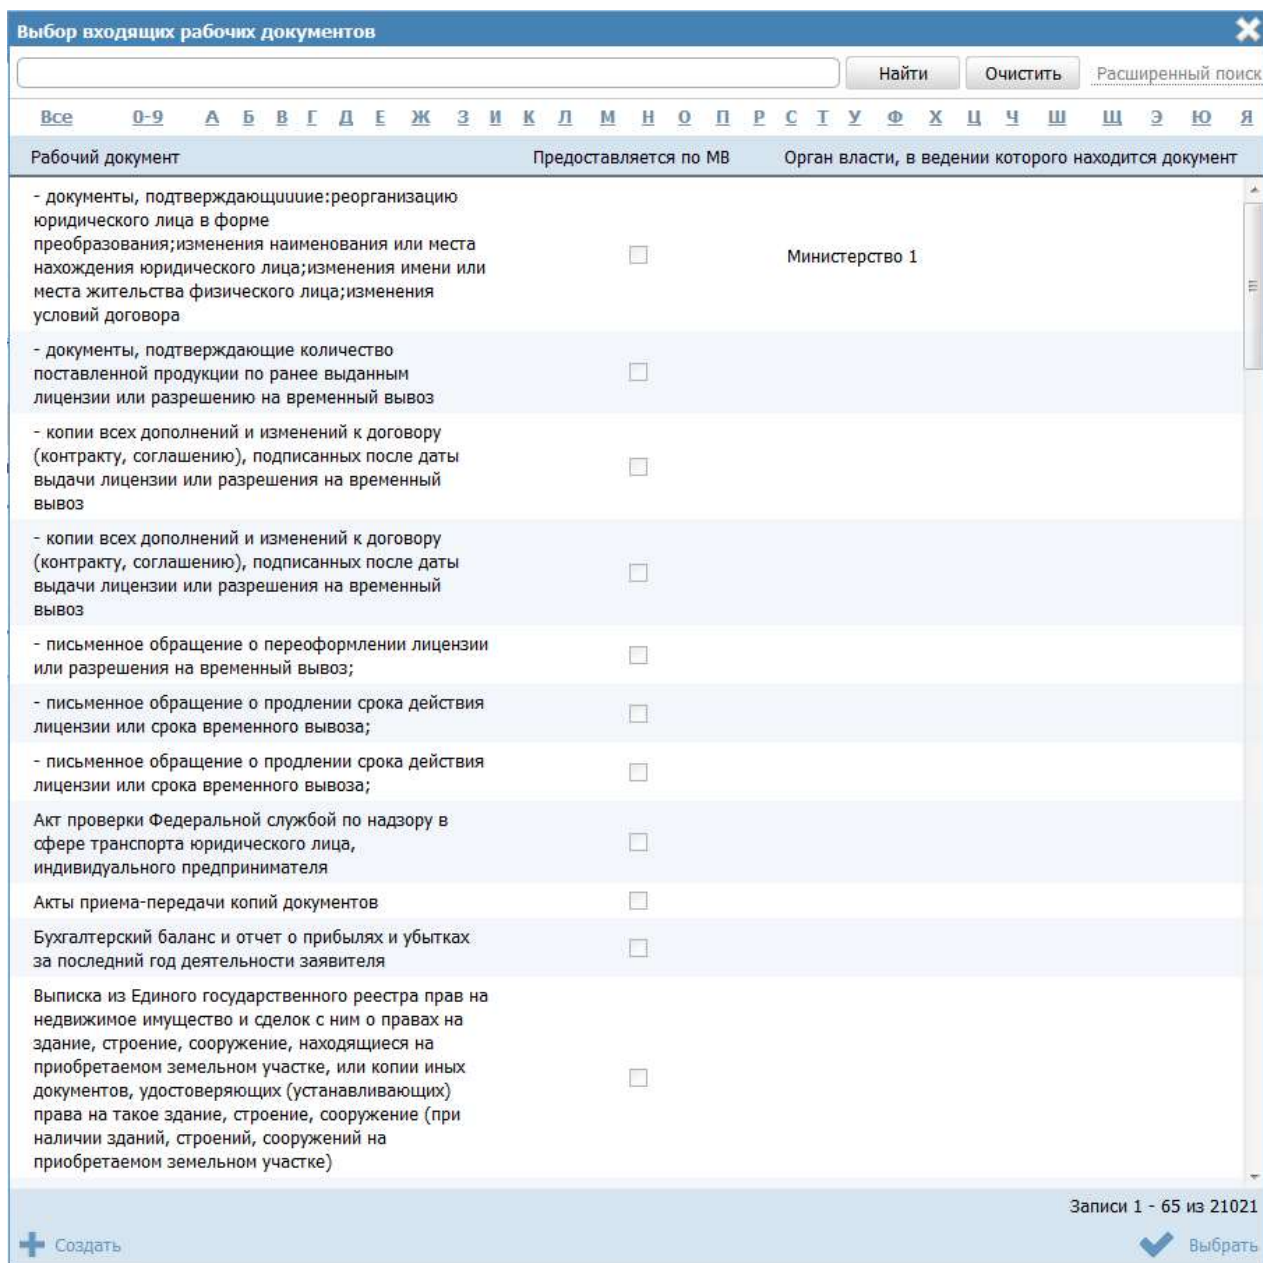 Выбор входящих рабочих документов
Найти Очистить Расширенный поиск
Все 0-9 А Б В Г Д Е Ж З И К Л М Н О П Р С Т У Ф Х Ц Ч Ш Щ Э Ю Я
Рабочий документ Предоставляется по МВ Орган власти, в ведении которого находится документ
- документы, подтверждающиииие:реорганизацию
юридического лица в форме
преобразования;изменения наименования или места
нахождения юридического лица;изменения имени или
места жительства физического лица;изменения
условий договора
Министерство 1
- документы, подтверждающие количество
поставленной продукции по ранее выданным
лицензии или разрешению на временный вывоз
- копии всех дополнений и изменений к договору
(контракту, соглашению), подписанных после даты
выдачи лицензии или разрешения на временный
вывоз
- копии всех дополнений и изменений к договору
(контракту, соглашению), подписанных после даты
выдачи лицензии или разрешения на временный
вывоз
- письменное обращение о переоформлении лицензии
или разрешения на временный вывоз;
- письменное обращение о продлении срока действия
лицензии или срока временного вывоза;
- письменное обращение о продлении срока действия
лицензии или срока временного вывоза;
Акт проверки Федеральной службой по надзору в
сфере транспорта юридического лица,
индивидуального предпринимателя
Акты приема-передачи копий документов
Бухгалтерский баланс и отчет о прибылях и убытках
за последний год деятельности заявителя
Выписка из Единого государственного реестра прав на
недвижимое имущество и сделок с ним о правах на
здание, строение, сооружение, находящиеся на
приобретаемом земельном участке, или копии иных
документов, удостоверяющих (устанавливающих)
права на такое здание, строение, сооружение (при
наличии зданий, строений, сооружений на
приобретаемом земельном участке)
Записи 1 - 65 из 21021
Создать Выбрать